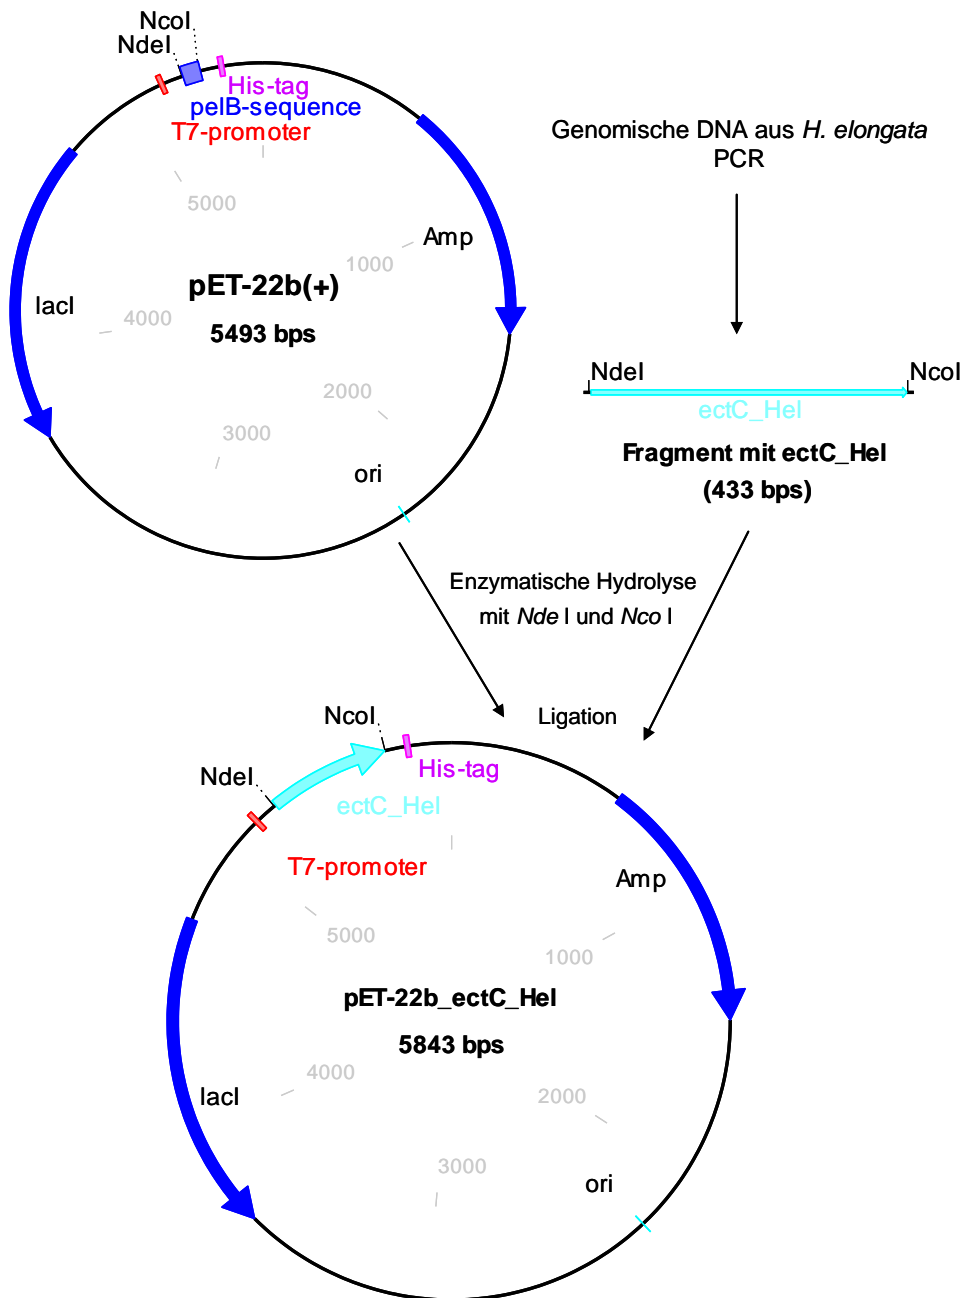 NcoI
NdeI
His-tag
pelB-sequence
T7-promoter
5000
Amp
1000
pET-22b(+)
5493 bps
lacI
4000
2000
3000
ori
Genomische DNA aus H. elongata
PCR
NdeI
NcoI
ectC_Hel
Fragment mit ectC_Hel
(433 bps)
Enzymatische Hydrolyse
mit Nde I und Nco I
Ligation
NcoI
NdeI
His-tag
ectC_Hel
T7-promoter
Amp
5000
1000
pET-22b_ectC_Hel
5843 bps
4000
lacI
2000
3000
ori